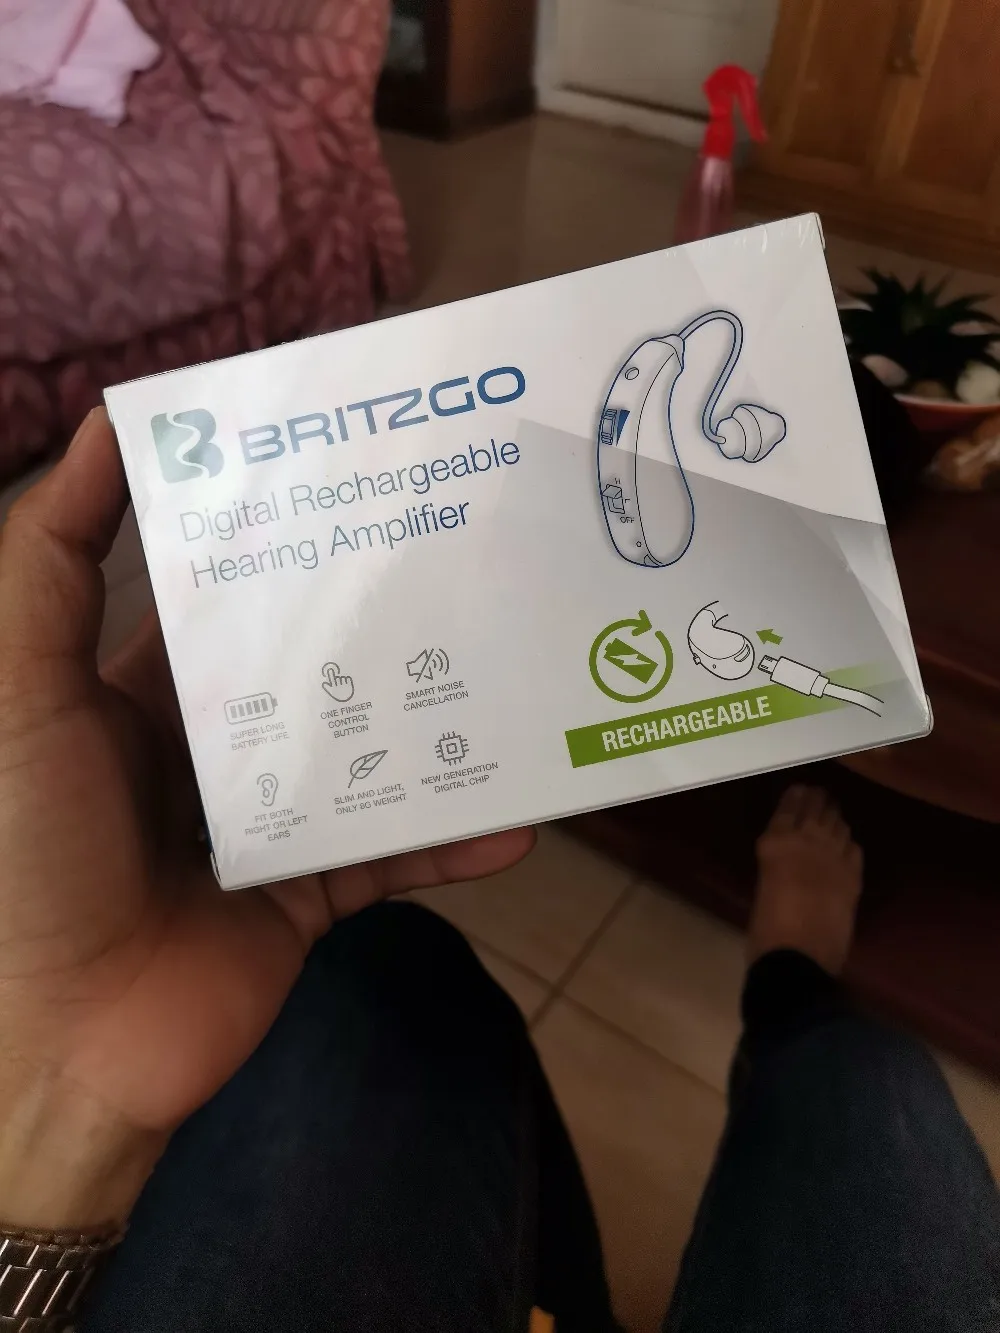 BRITZGO
Digital Rechargeable
Hearing Amplifier
H
OFF
SUPER LONG
BATTERY LIFE
ONE FINGER
CONTROL
BUTTON
SMART NOISE
CANCELLATION
FIT BOTH
RIGHT OR LEFT
EARS
SLIM AND LIGHT,
ONLY 8G WEIGHT
NEW GENERATION
DIGITAL CHIP
RECHARGEABLE